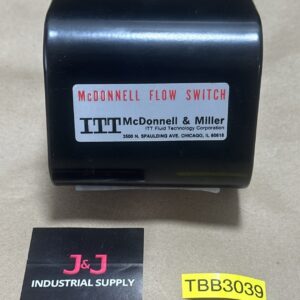 McDONNELL FLOW SWITCH
ITT McDonnell & Miller
ITT Fluid Technology Corporation
3500 N. SPAULDING AVE., CHICAGO, IL 60618
J&J
INDUSTRIAL SUPPLY
TBB3039